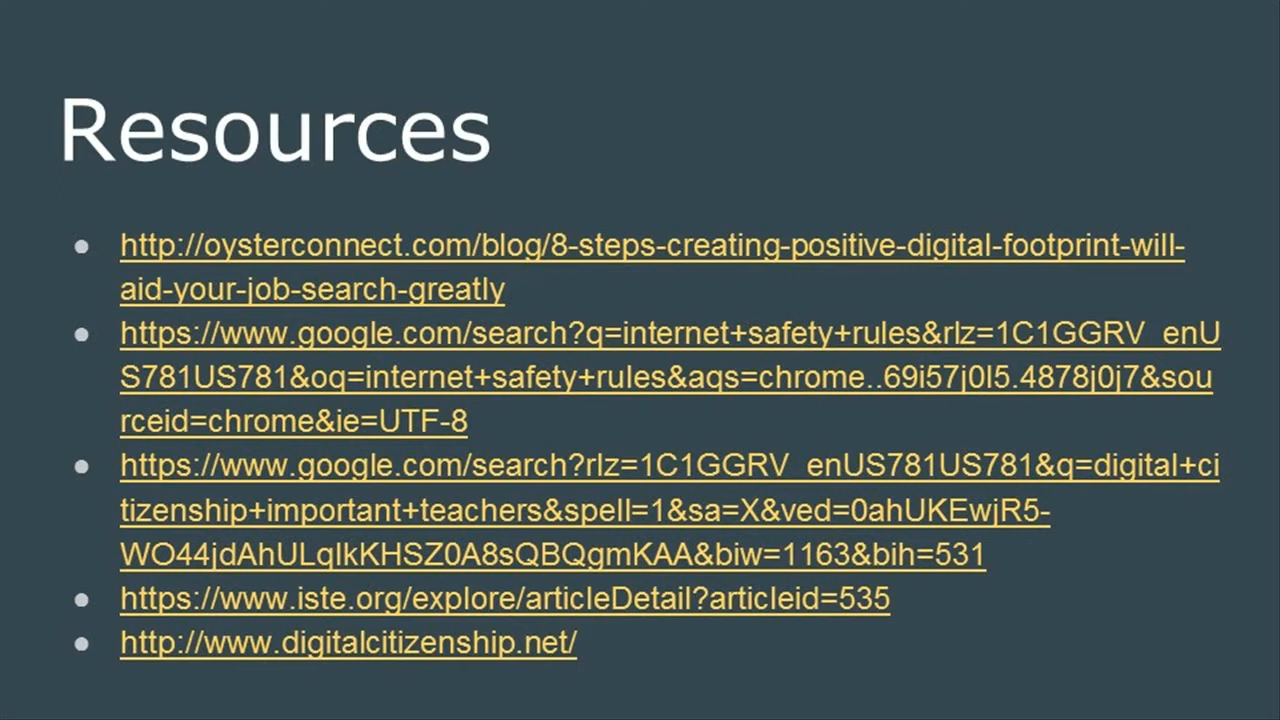 Resources
http://oysterconnect.com/blog/8-steps-creating-positive-digital-footprint-will-
aid-your-job-search-greatly
https://www.google.com/search?q=internet+safety+rules&rlz=1C1GGRV_enU
S781US781&oq=internet+safety+rules&aqs=chrome..69i57j0l5.4878j0j7&sou
rceid=chrome&ie=UTF-8
https://www.google.com/search?rlz=1C1GGRV_enUS781US781&q=digital+ci
tizenship+important+teachers&spell=1&sa=X&ved=0ahUKEwjR5-
WO44jdAhULqlkKHSZ0A8sQBQgmKAA&biw=1163&bih=531
https://www.iste.org/explore/articleDetail?articleid=535
http://www.digitalcitizenship.net/